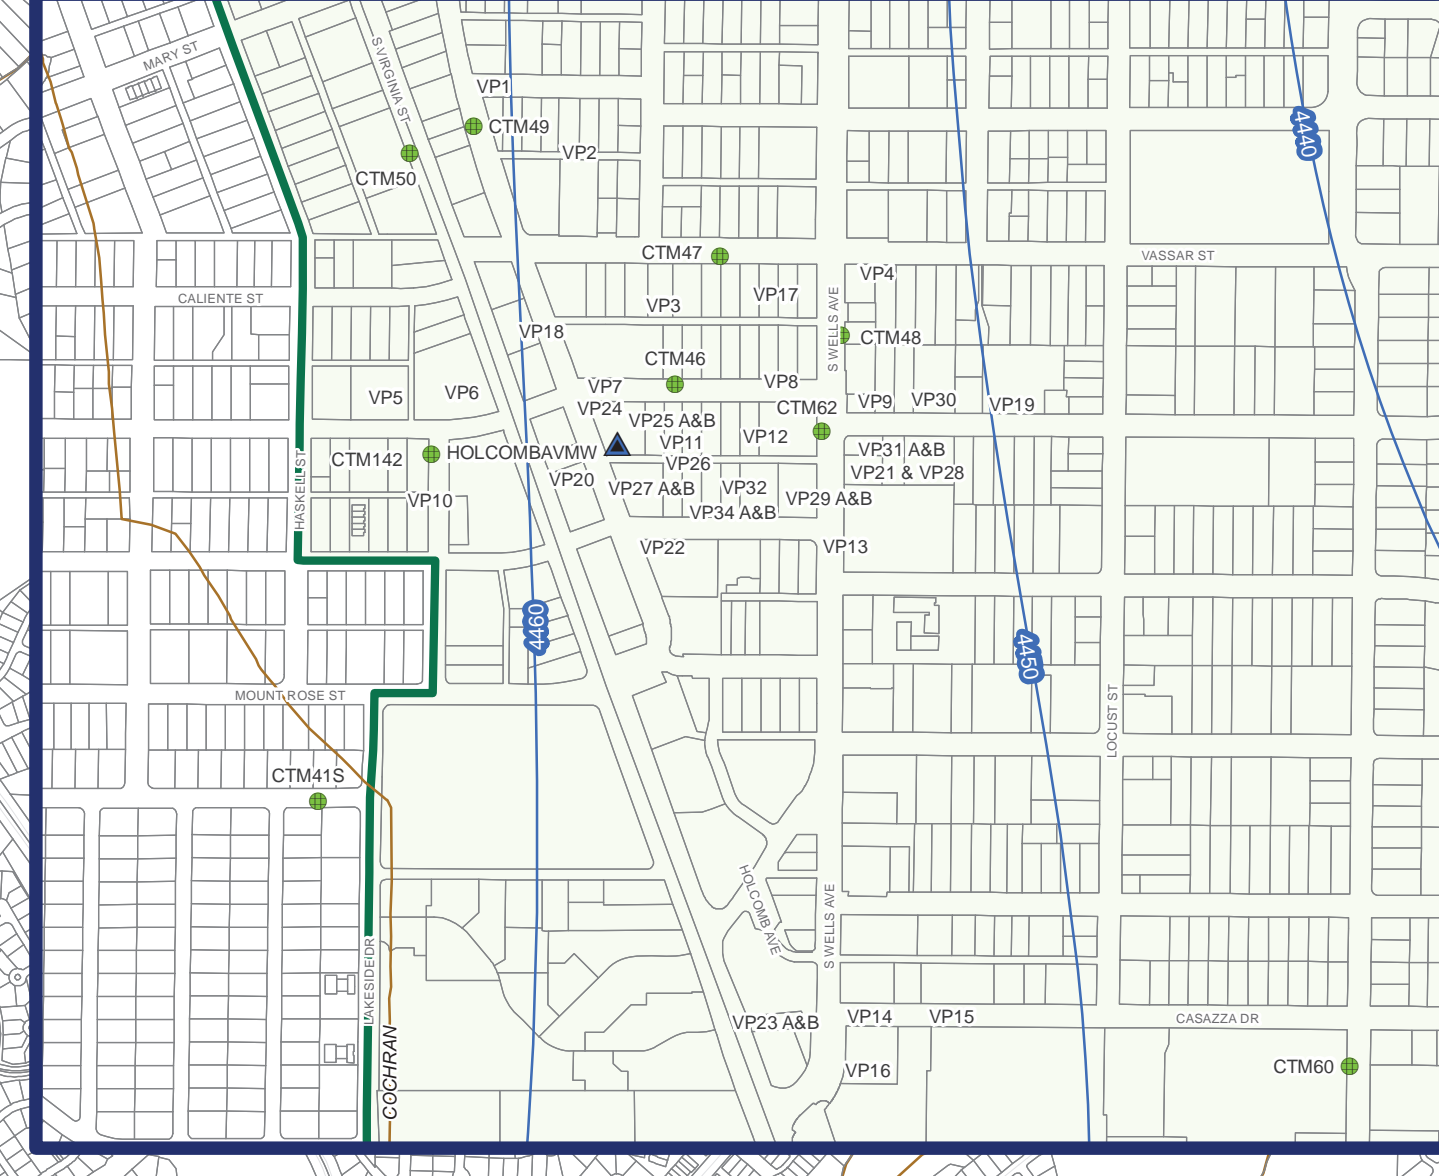 MARY ST
S VIRGINIA ST
VP1
CTM49
VP2
CTM50
4440
CTM47
VASSAR ST
VP4
CALIENTE ST
VP3
VP17
S WELLS AVE
VP18
CTM48
CTM46
VP5
VP6
VP7
VP8
VP24
CTM62
VP9
VP30
VP19
VP25 A&B
VP11
VP12
HOLCOMBAVMW
CTM142
VP26
VP31 A&B
VP21 & VP28
HASKELL ST
VP10
VP20
VP27 A&B
VP32
VP29 A&B
VP34 A&B
VP22
VP13
4460
4450
MOUNT ROSE ST
LOCUST ST
CTM41S
HOLCOMB AVE
S WELLS AVE
LAKESIDE DR
VP23 A&B
VP14
VP15
CASAZZA DR
COCHRAN
VP16
CTM60